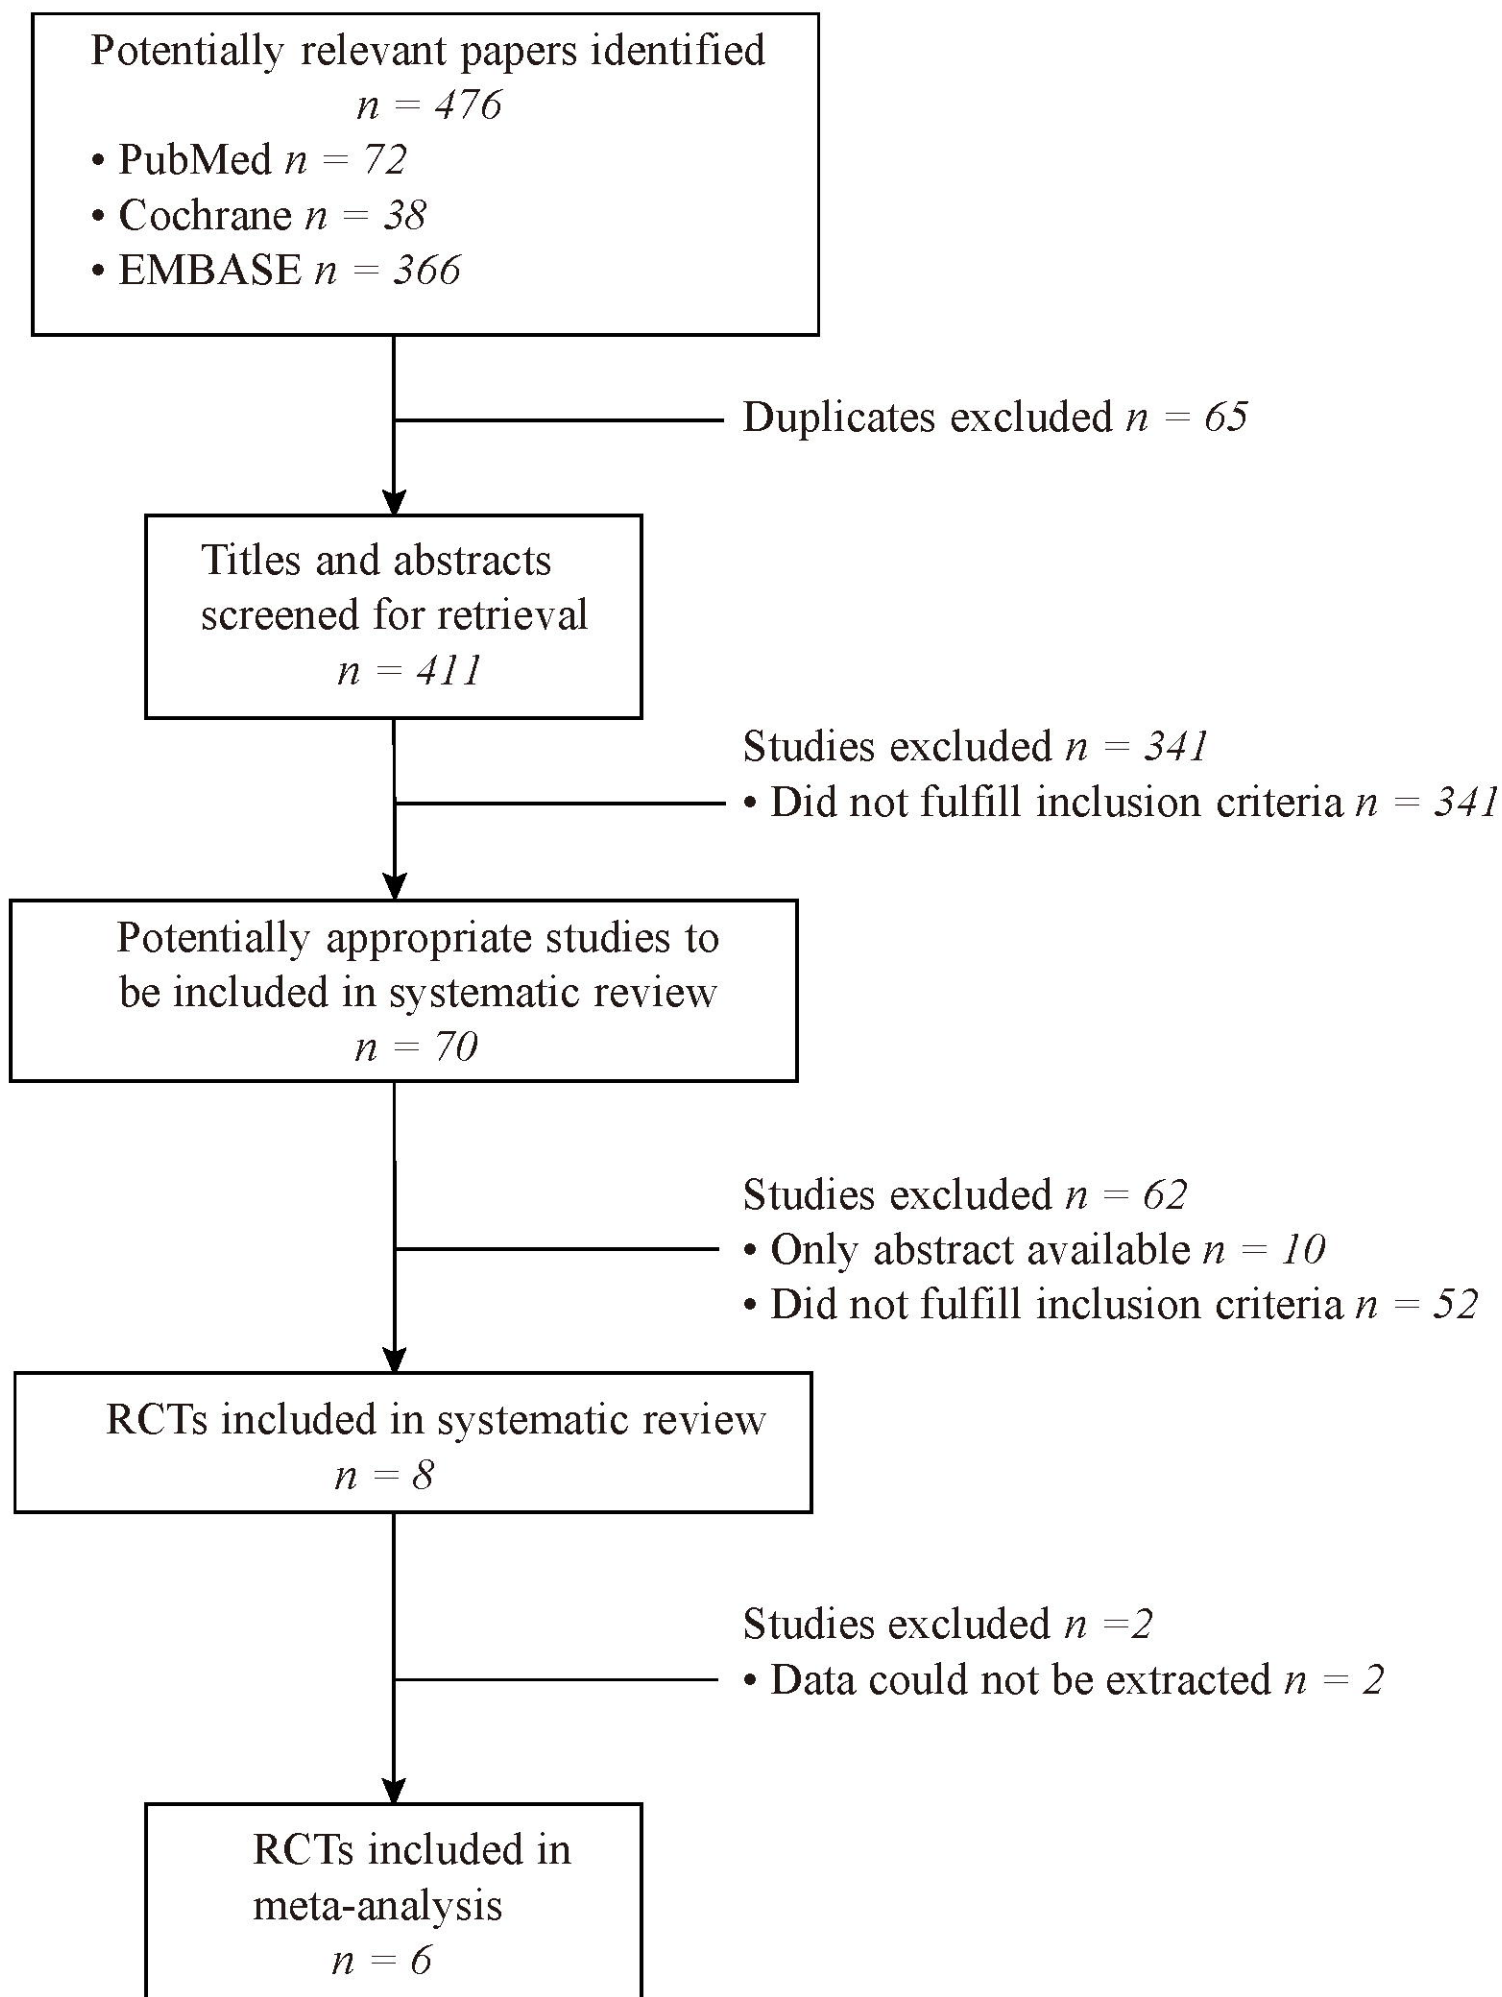 Potentially relevant papers identified
n = 476
• PubMed n = 72
• Cochrane n = 38
• EMBASE n = 366
Duplicates excluded n = 65
Titles and abstracts
screened for retrieval
n = 411
Studies excluded n = 341
• Did not fulfill inclusion criteria n = 341
Potentially appropriate studies to
be included in systematic review
n = 70
Studies excluded n = 62
• Only abstract available n = 10
• Did not fulfill inclusion criteria n = 52
RCTs included in systematic review
n = 8
Studies excluded n =2
• Data could not be extracted n = 2
RCTs included in
meta-analysis
n = 6